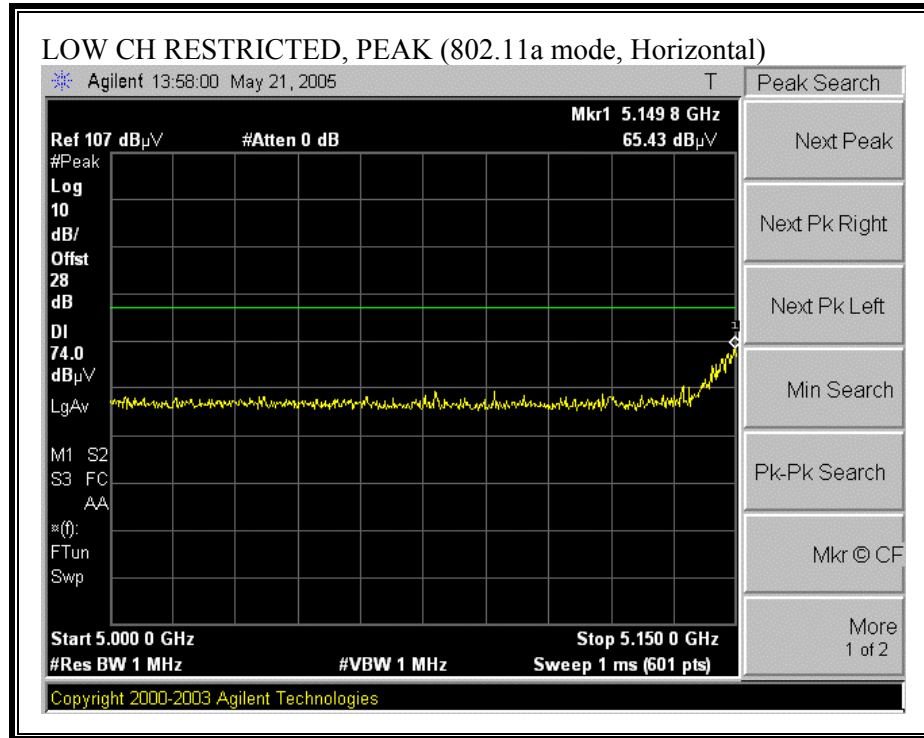 LOW CH RESTRICTED, PEAK (802.11a mode, Horizontal)
Agilent 13:58:00 May 21, 2005 T
Peak Search
Mkr1 5.149 8 GHz
Ref 107 dBµV #Atten 0 dB 65.43 dBµV
#Peak
Log
10
dB/
Offst
28
dB
DI
74.0
dBµV
LgAv
M1 S2
S3 FC
AA
¤(f):
FTun
Swp
1
Start 5.000 0 GHz Stop 5.150 0 GHz
#Res BW 1 MHz #VBW 1 MHz Sweep 1 ms (601 pts)
Copyright 2000-2003 Agilent Technologies
Next Peak
Next Pk Right
Next Pk Left
Min Search
Pk-Pk Search
Mkr © CF
More
1 of 2